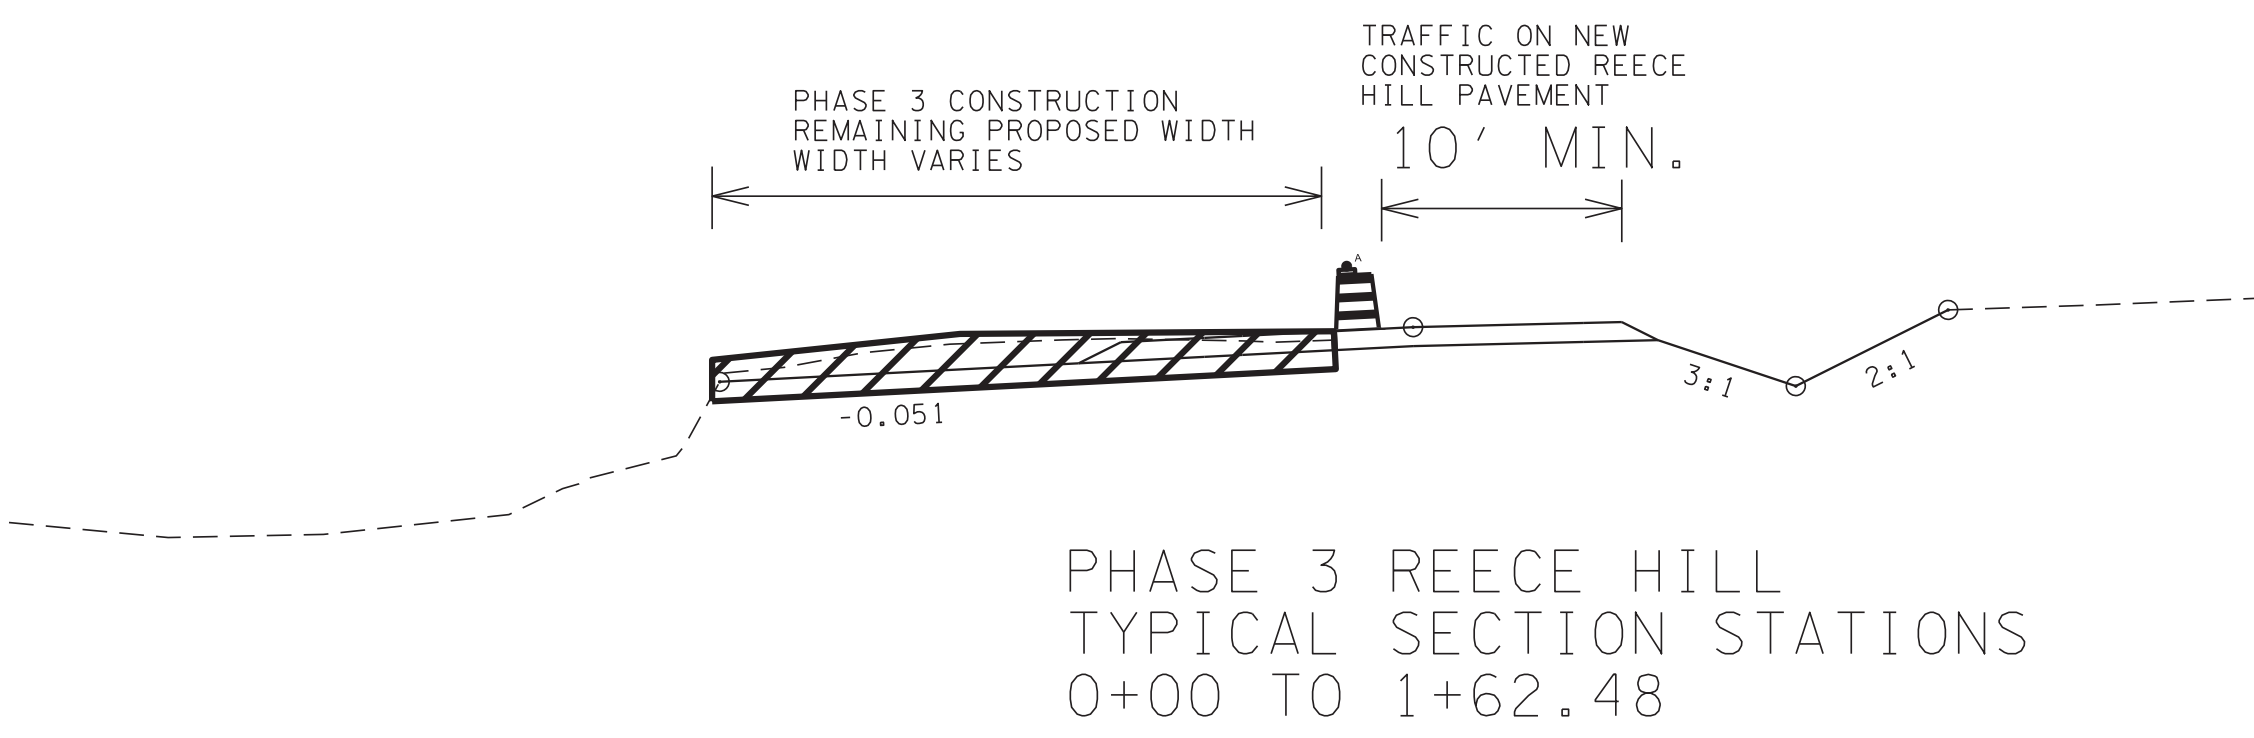 TRAFFIC ON NEW
CONSTRUCTED REECE
HILL PAVEMENT
10' MIN.
PHASE 3 CONSTRUCTION
REMAINING PROPOSED WIDTH
WIDTH VARIES
A
3:1
2:1
-0.051
PHASE 3 REECE HILL
TYPICAL SECTION STATIONS
0+00 TO 1+62.48